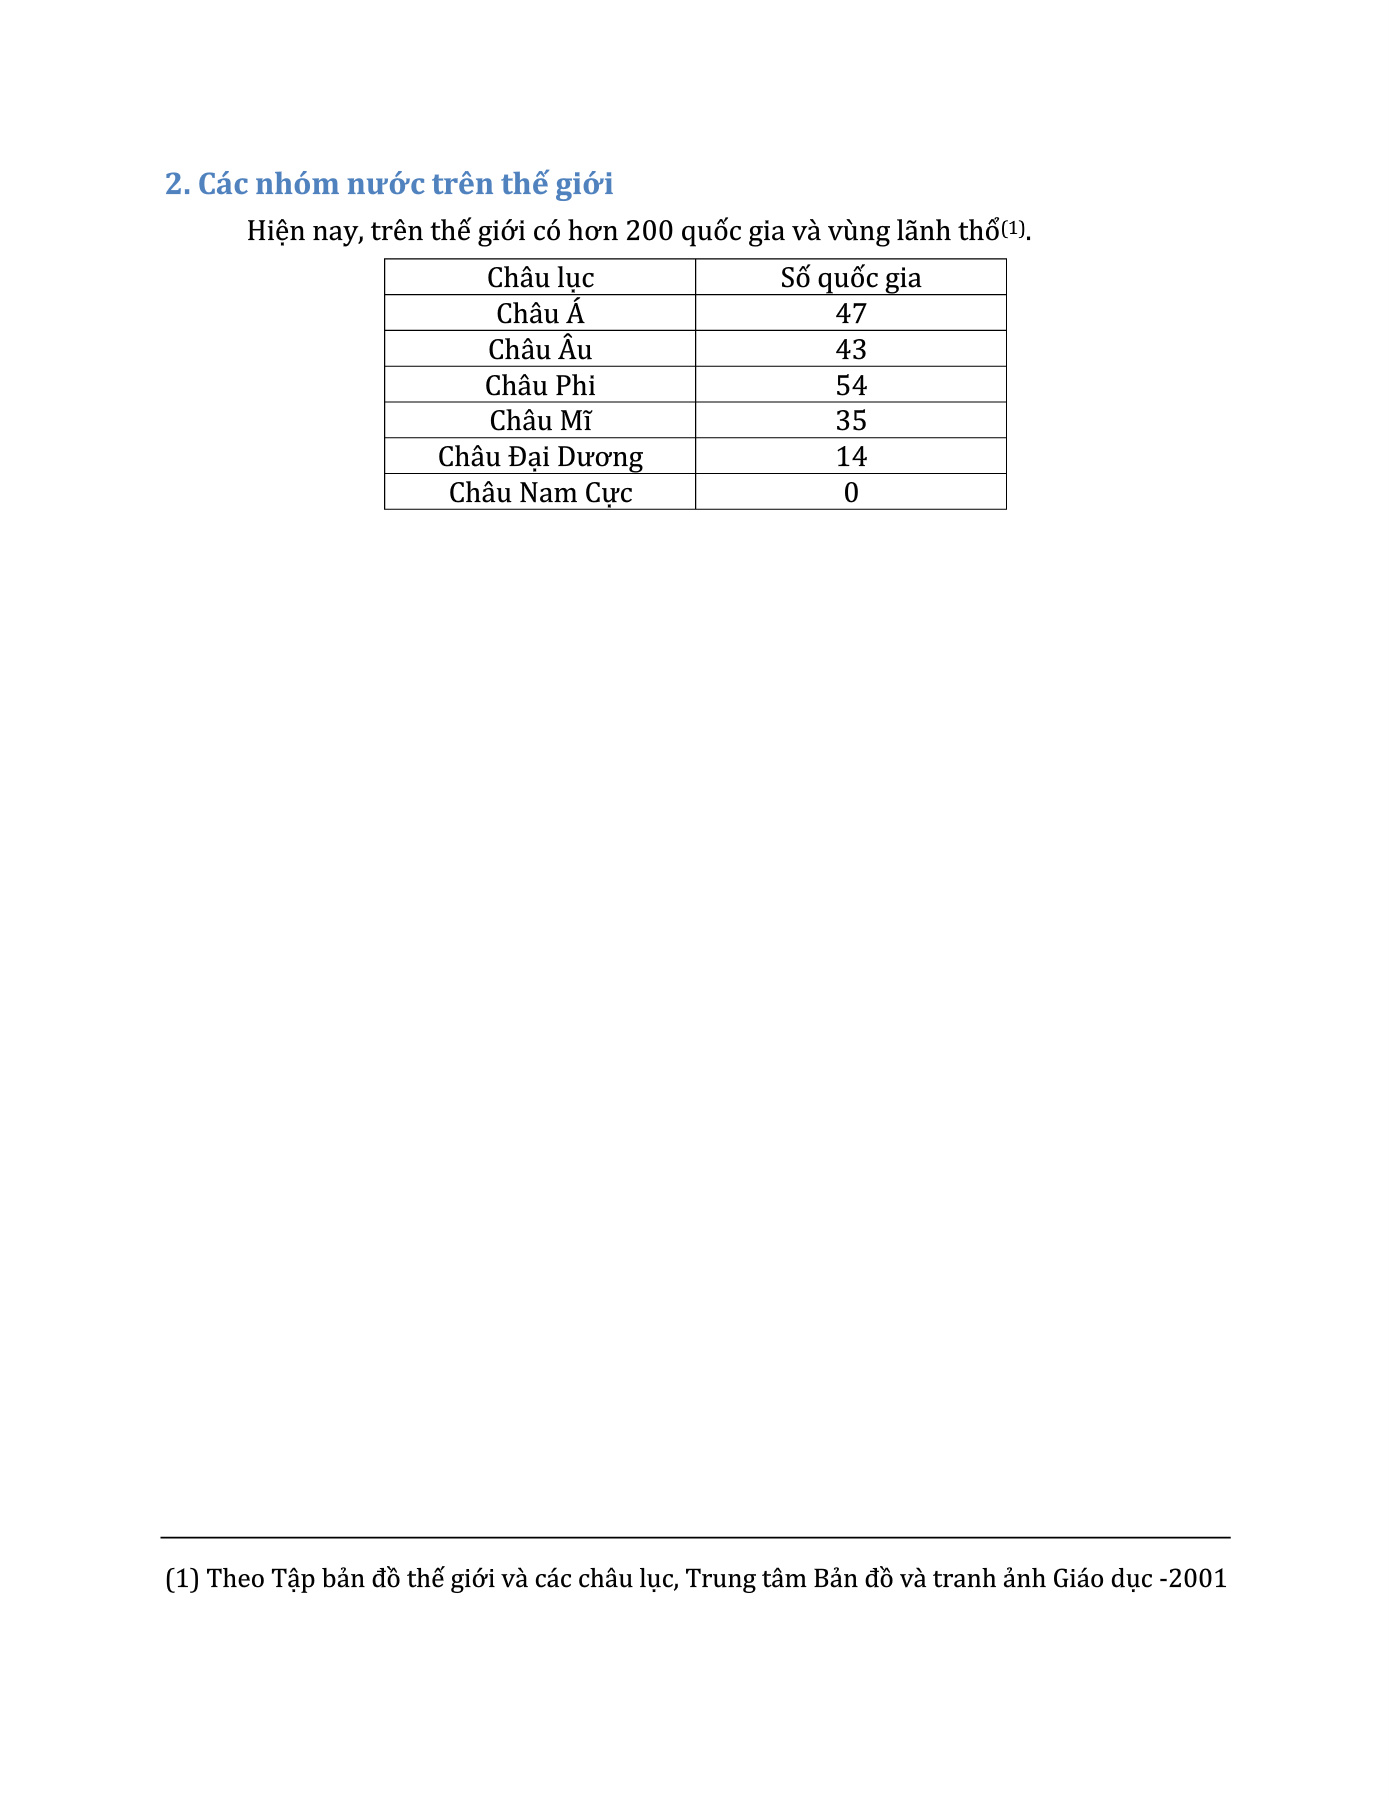 2. Các nhóm nước trên thế giới
Hiện nay, trên thế giới có hơn 200 quốc gia và vùng lãnh thổ(1).
Châu lục Số quốc gia
Châu Á 47
Châu Âu 43
Châu Phi 54
Châu Mĩ 35
Châu Đại Dương 14
Châu Nam Cực 0
(1) Theo Tập bản đồ thế giới và các châu lục, Trung tâm Bản đồ và tranh ảnh Giáo dục -2001